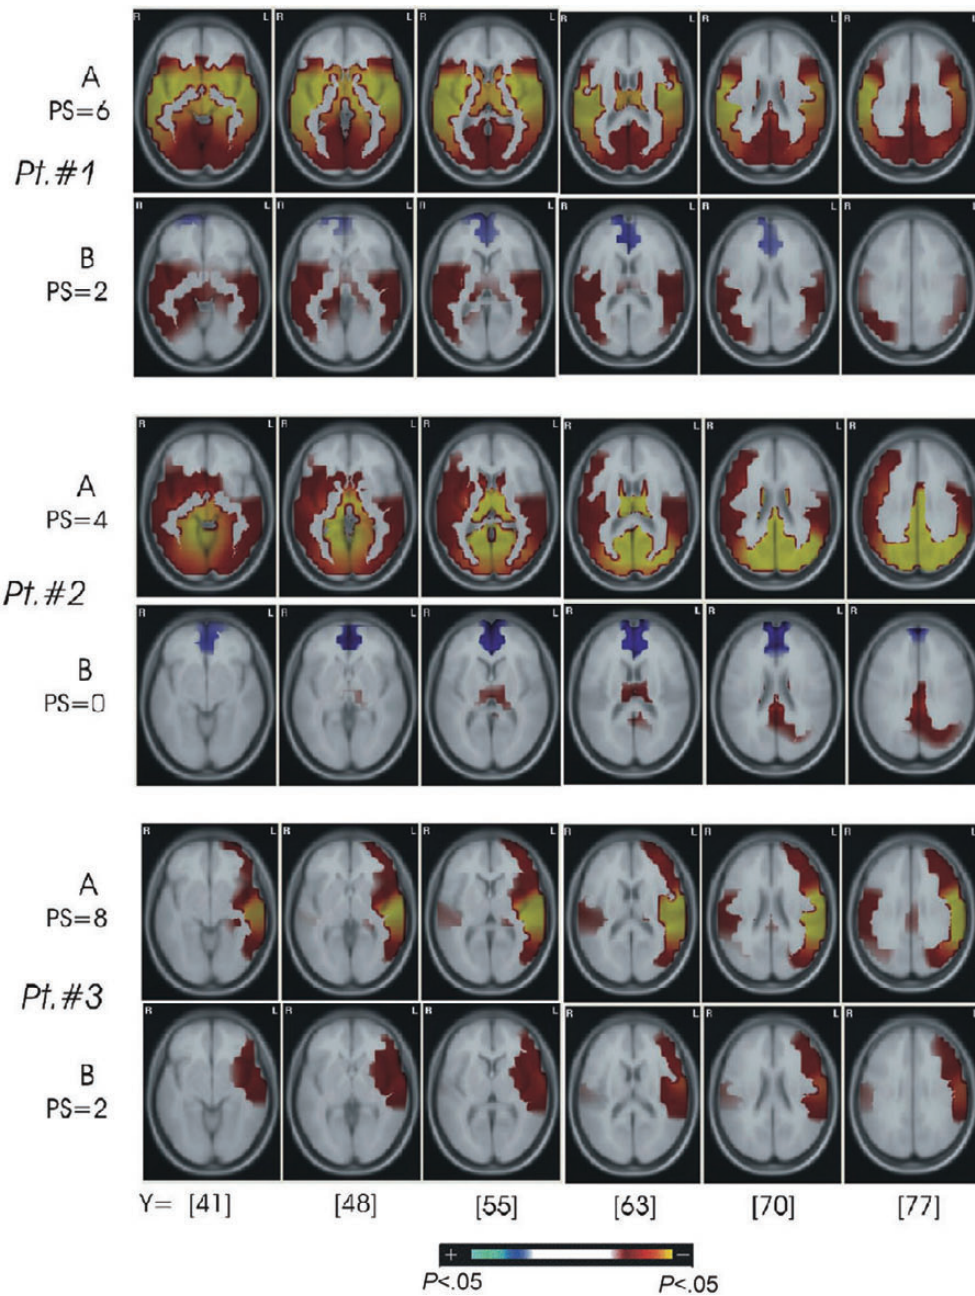 R L R L R L R L R L R L
A
PS=6
Pt.#1
R L R L R L R L R L R L
B
PS=2
R L R L R L R L R L R L
A
PS=4
Pt.#2
R L R L R L R L R L R L
B
PS=0
R L R L R L R L R L R L
A
PS=8
Pt.#3
R L R L R L R L R L R L
B
PS=2
Y= [41] [48] [55] [63] [70] [77]
+ −
P<.05 P<.05